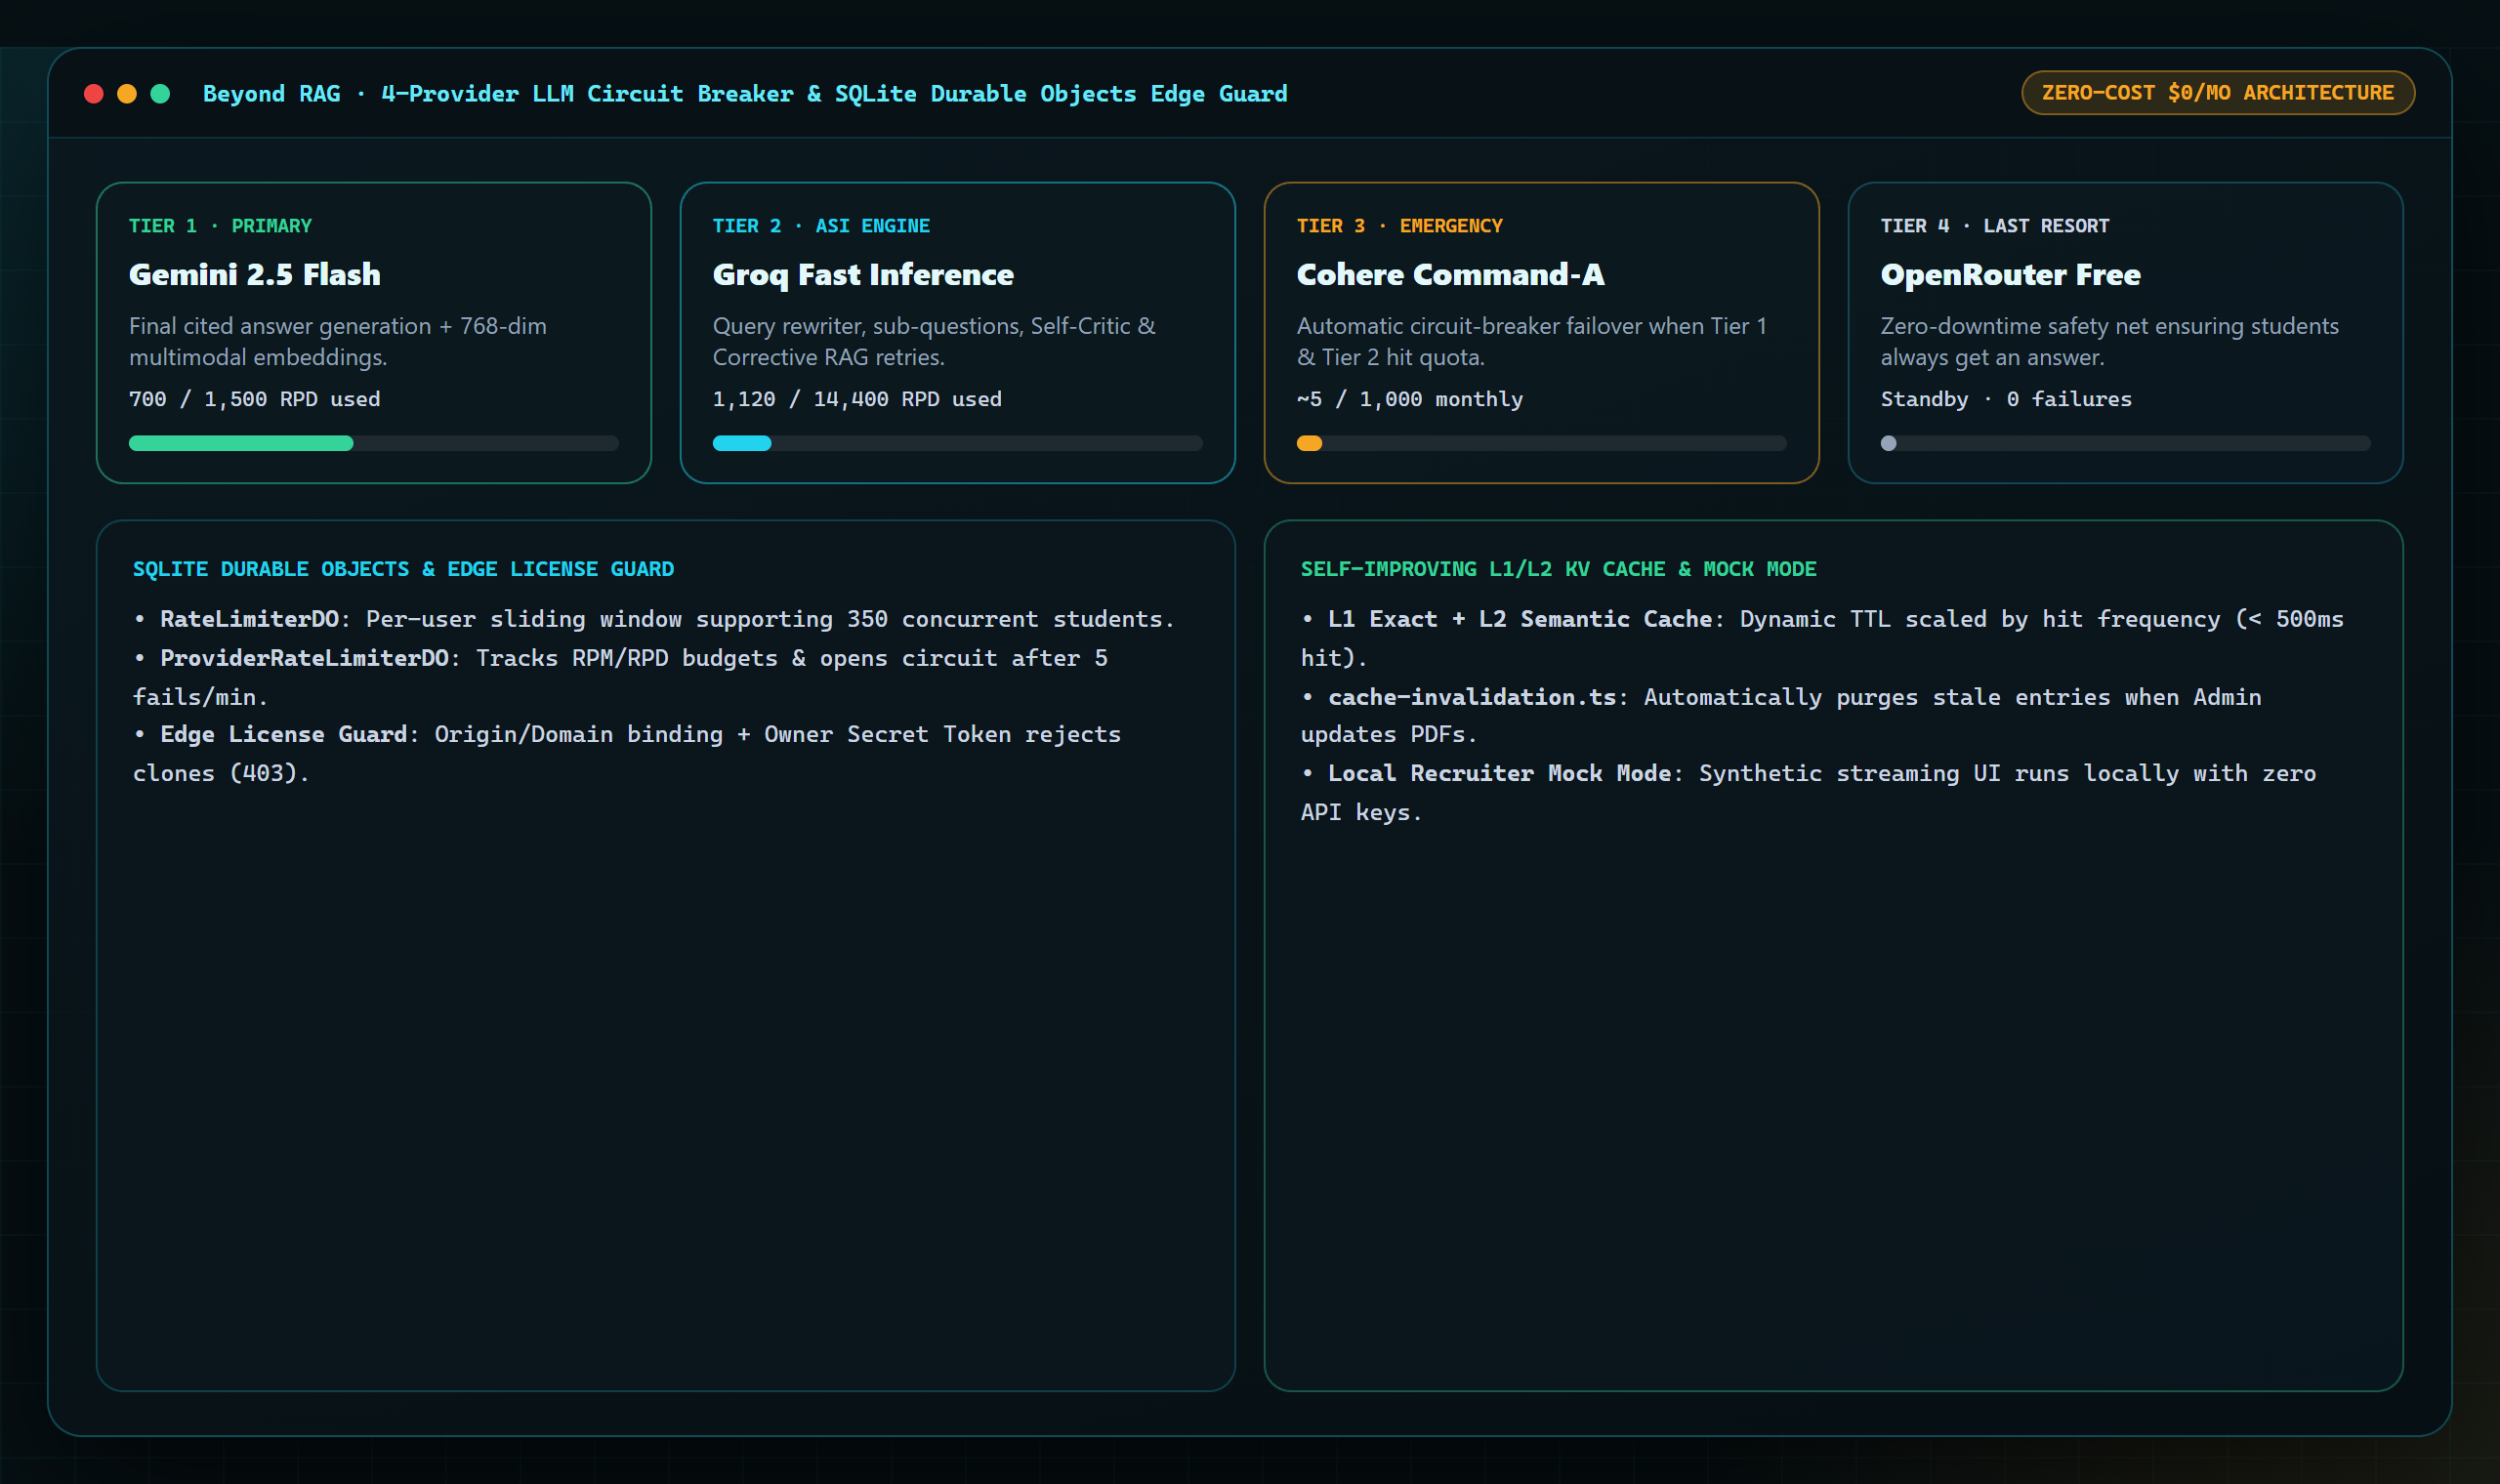 Beyond RAG · 4-Provider LLM Circuit Breaker & SQLite Durable Objects Edge Guard
ZERO-COST $0/MO ARCHITECTURE
TIER 1 · PRIMARY
Gemini 2.5 Flash
Final cited answer generation + 768-dim
multimodal embeddings.
700 / 1,500 RPD used
TIER 2 · ASI ENGINE
Groq Fast Inference
Query rewriter, sub-questions, Self-Critic &
Corrective RAG retries.
1,120 / 14,400 RPD used
TIER 3 · EMERGENCY
Cohere Command-A
Automatic circuit-breaker failover when Tier 1
& Tier 2 hit quota.
~5 / 1,000 monthly
TIER 4 · LAST RESORT
OpenRouter Free
Zero-downtime safety net ensuring students
always get an answer.
Standby · 0 failures
SQLITE DURABLE OBJECTS & EDGE LICENSE GUARD
• RateLimiterDO: Per-user sliding window supporting 350 concurrent students.
• ProviderRateLimiterDO: Tracks RPM/RPD budgets & opens circuit after 5
fails/min.
• Edge License Guard: Origin/Domain binding + Owner Secret Token rejects
clones (403).
SELF-IMPROVING L1/L2 KV CACHE & MOCK MODE
• L1 Exact + L2 Semantic Cache: Dynamic TTL scaled by hit frequency (< 500ms
hit).
• cache-invalidation.ts: Automatically purges stale entries when Admin
updates PDFs.
• Local Recruiter Mock Mode: Synthetic streaming UI runs locally with zero
API keys.